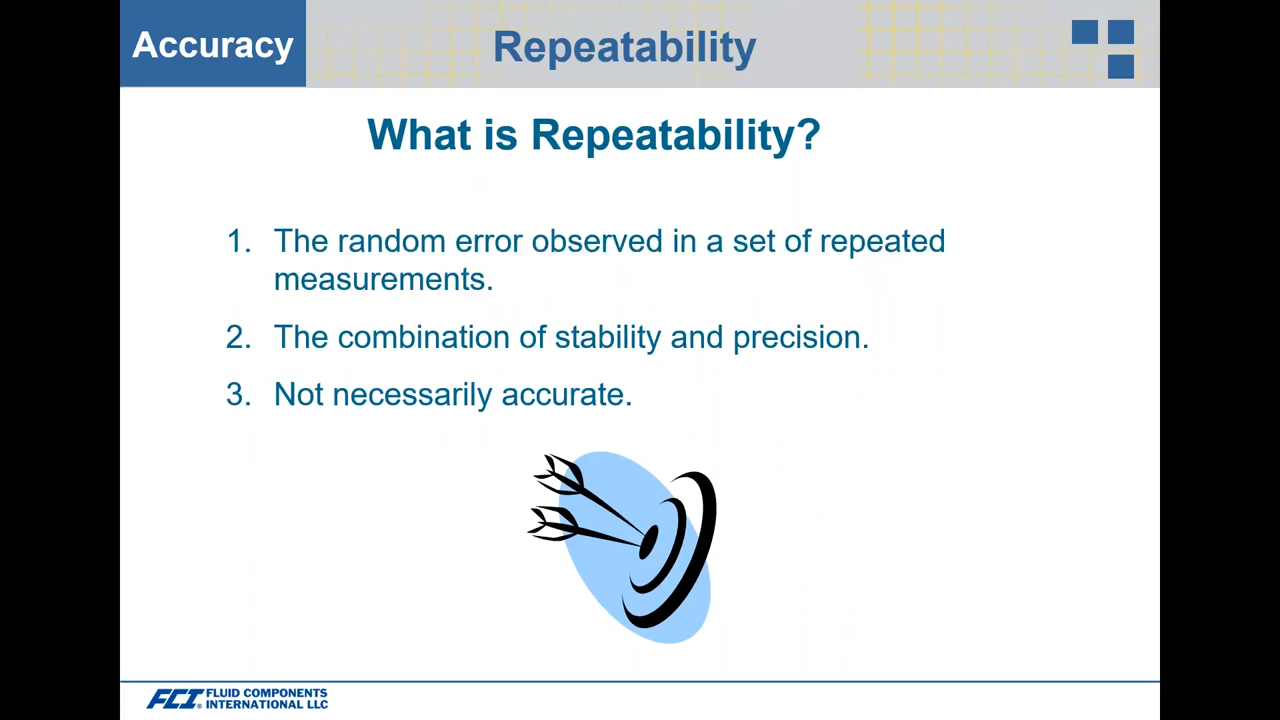 Accuracy
Repeatability
What is Repeatability?
1. The random error observed in a set of repeated
measurements.
2. The combination of stability and precision.
3. Not necessarily accurate.
FCI® FLUID COMPONENTS
INTERNATIONAL LLC